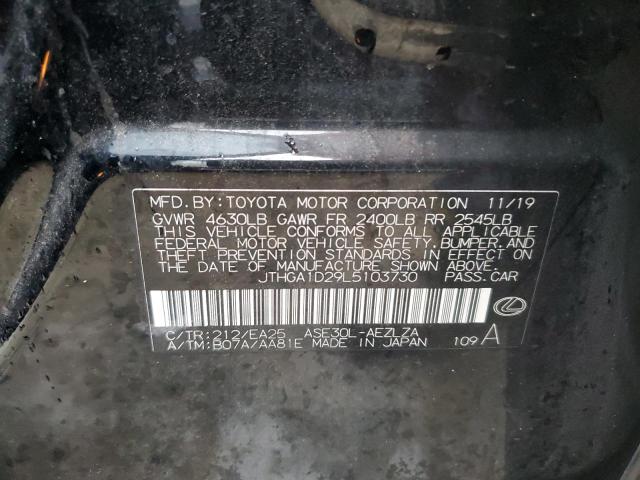 MFD.BY:TOYOTA MOTOR CORPORATION 11/19
GVWR 4630LB GAWR FR 2400LB RR 2545LB
THIS VEHICLE CONFORMS TO ALL APPLICABLE
FEDERAL MOTOR VEHICLE SAFETY,BUMPER,AND
THEFT PREVENTION STANDARDS IN EFFECT ON
THE DATE OF MANUFACTURE SHOWN ABOVE.
JTHGA1D29L5103730 PASS.CAR
C/TR:212/EA25 ASE30L-AEZLZA
A/TM:B07A/AA81E MADE IN JAPAN 109 A